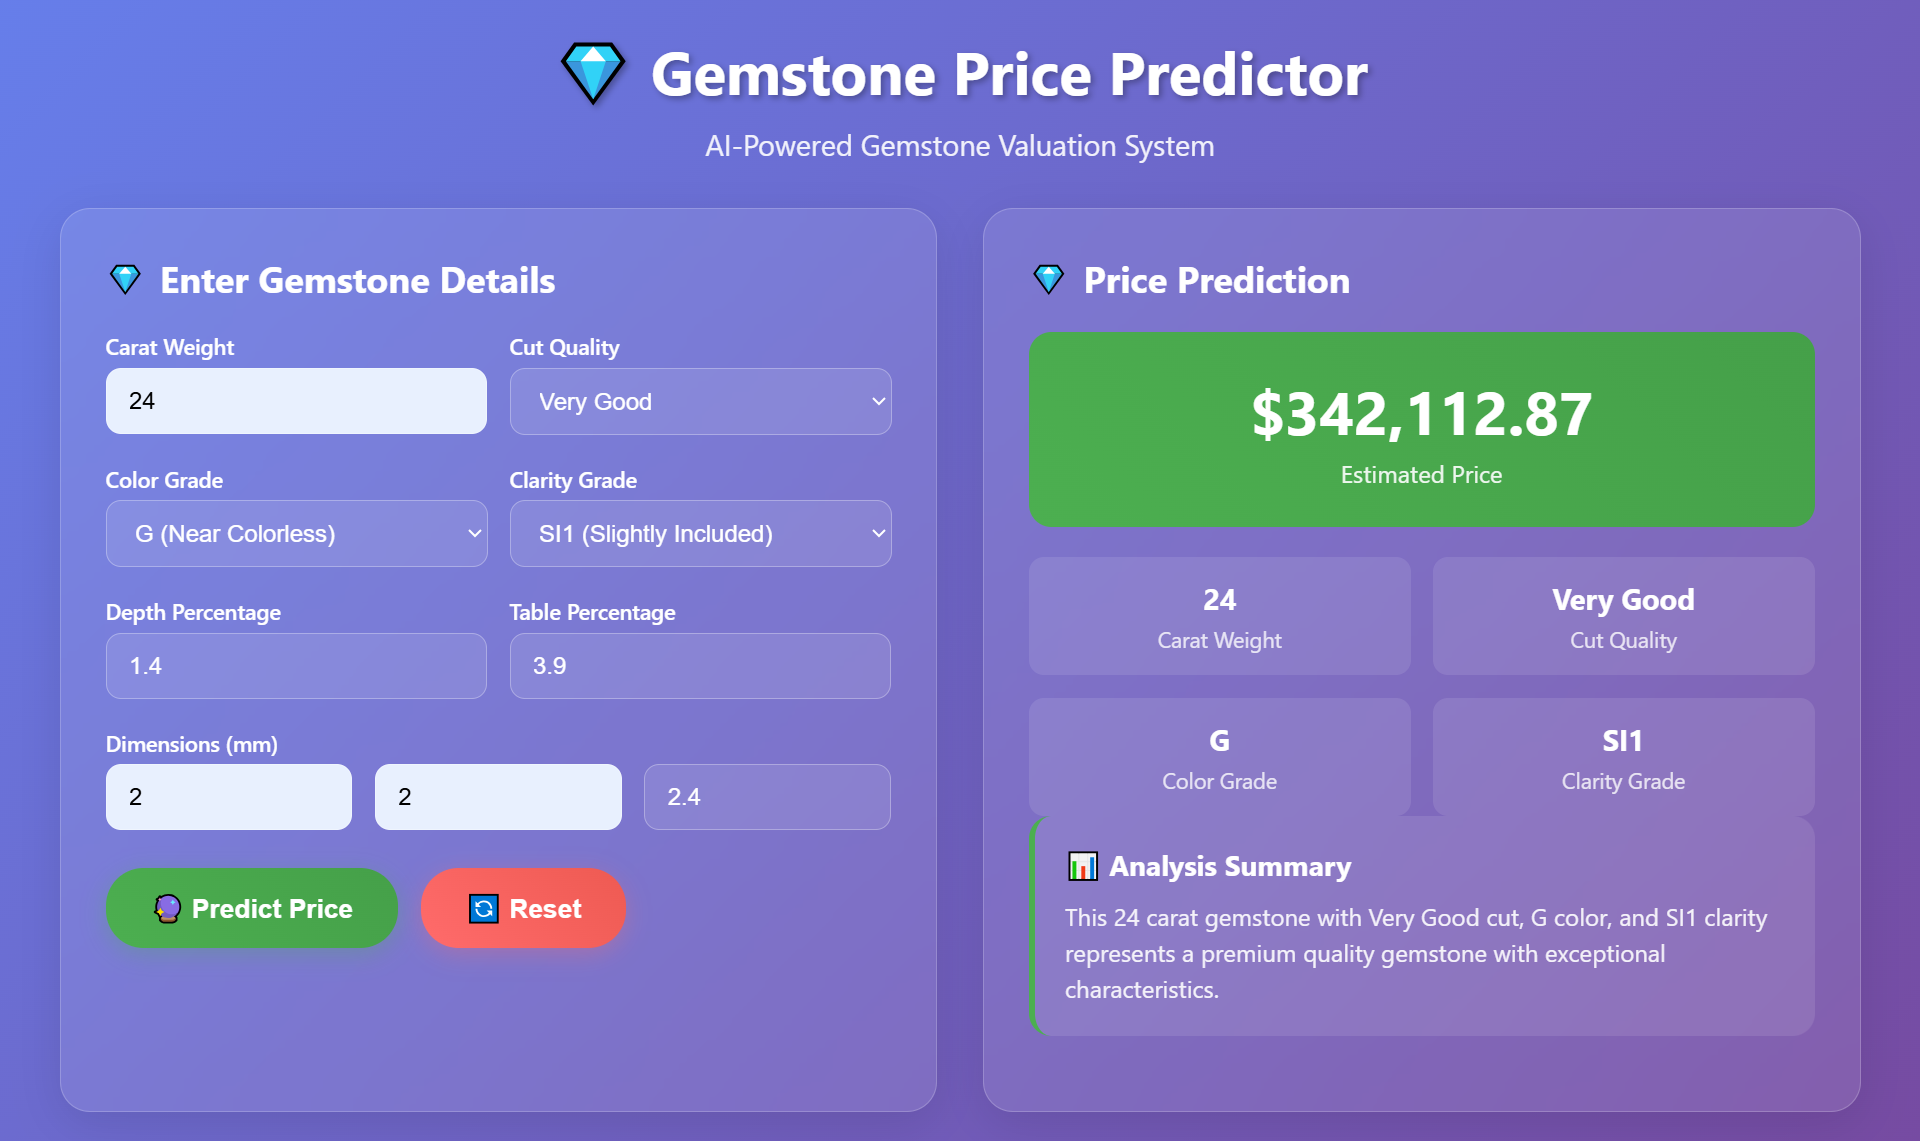 Gemstone Price Predictor
AI-Powered Gemstone Valuation System
Enter Gemstone Details
Carat Weight
24
Cut Quality
Very Good
Color Grade
G (Near Colorless)
Clarity Grade
SI1 (Slightly Included)
Depth Percentage
1.4
Table Percentage
3.9
Dimensions (mm)
2
2
2.4
Predict Price
Reset
Price Prediction
$342,112.87
Estimated Price
24
Carat Weight
Very Good
Cut Quality
G
Color Grade
SI1
Clarity Grade
Analysis Summary
This 24 carat gemstone with Very Good cut, G color, and SI1 clarity
represents a premium quality gemstone with exceptional
characteristics.